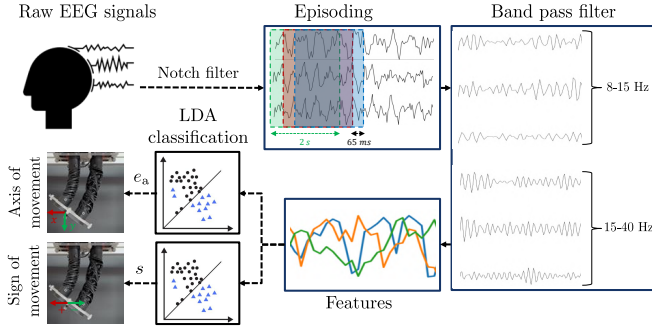 Raw EEG signals
Episoding
Band pass filter
Notch filter
2 s
65 ms
8-15 Hz
15-40 Hz
LDA
classification
Axis of
movement
e_a
Sign of
movement
s
Features